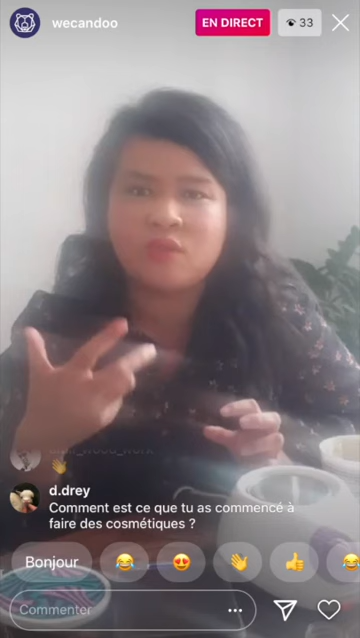 wecandoo
EN DIRECT
33
d.drey
Comment est ce que tu as commencé à
faire des cosmétiques ?
Bonjour
Commenter